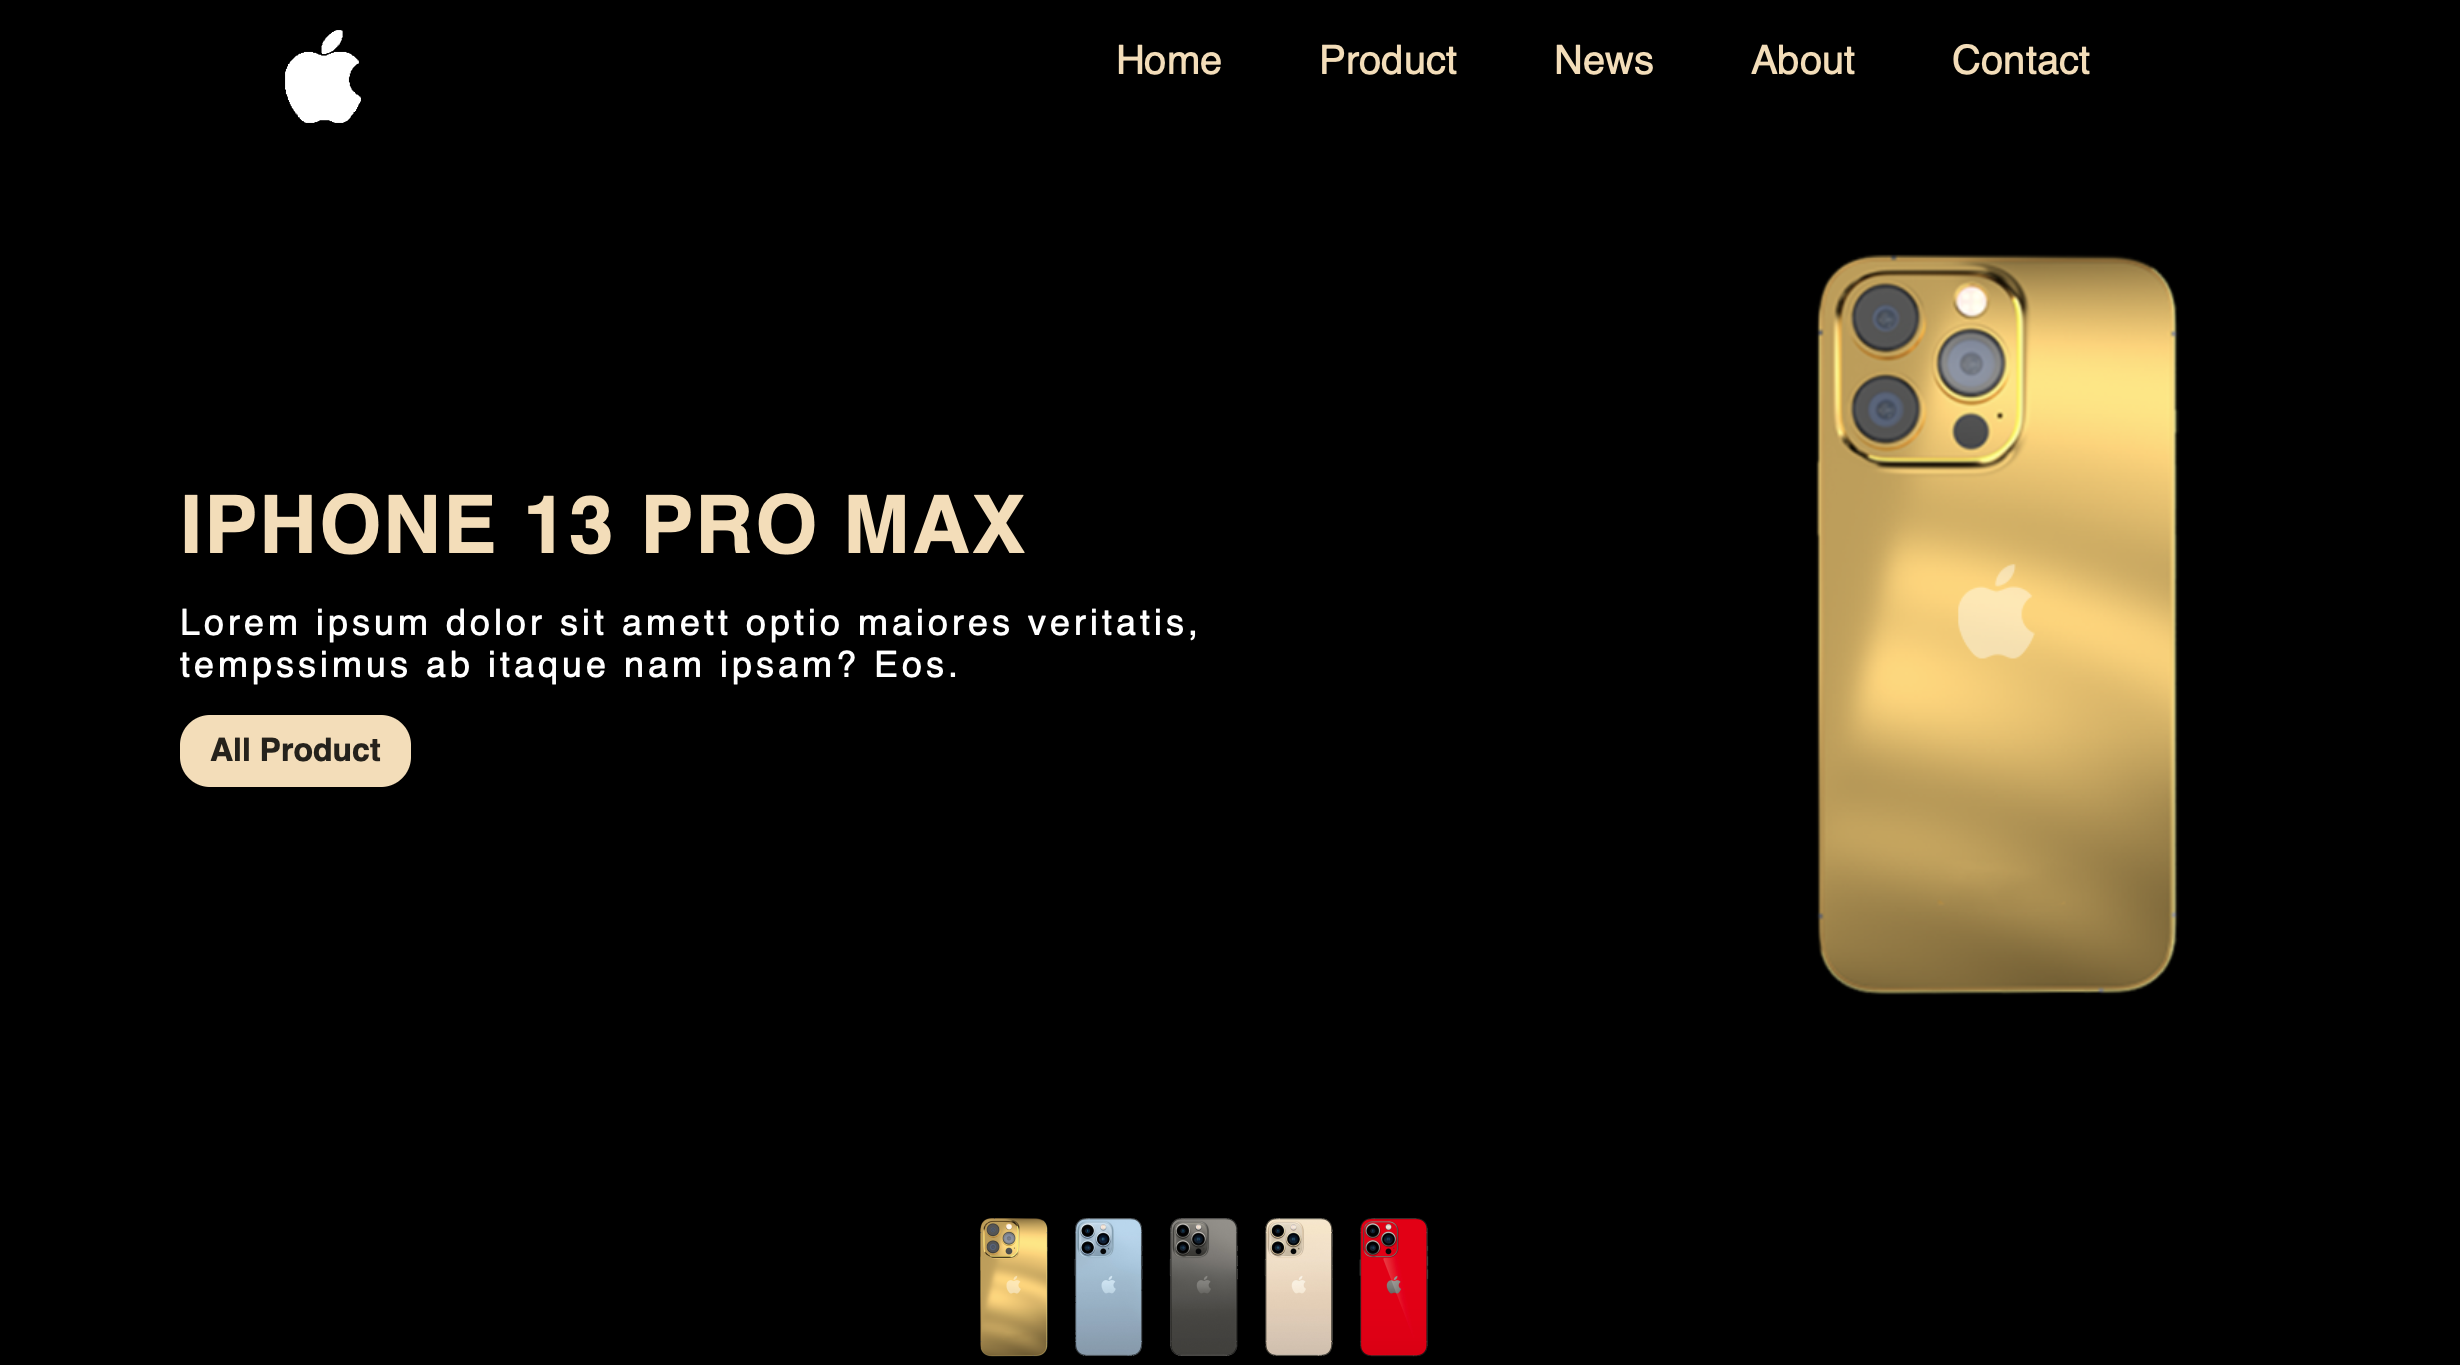 Home Product News About Contact
IPHONE 13 PRO MAX
Lorem ipsum dolor sit amett optio maiores veritatis,
tempssimus ab itaque nam ipsam? Eos.
All Product